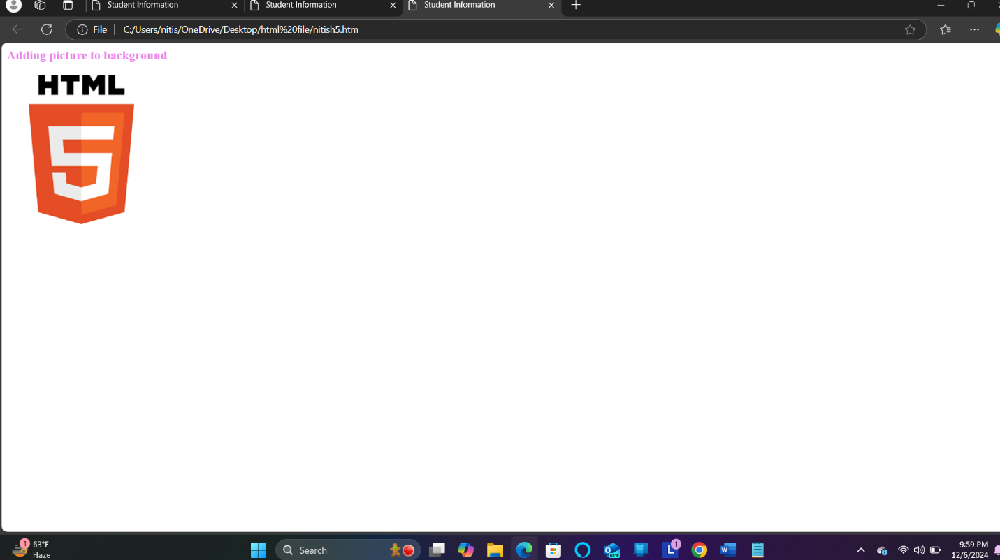 Student Information
Student Information
Student Information
File
C:/Users/nitis/OneDrive/Desktop/html%20file/nitish5.htm
Adding picture to background
HTML
5
1
63°F
Haze
Search
NEW
L
1
W
9:59 PM
12/6/2024